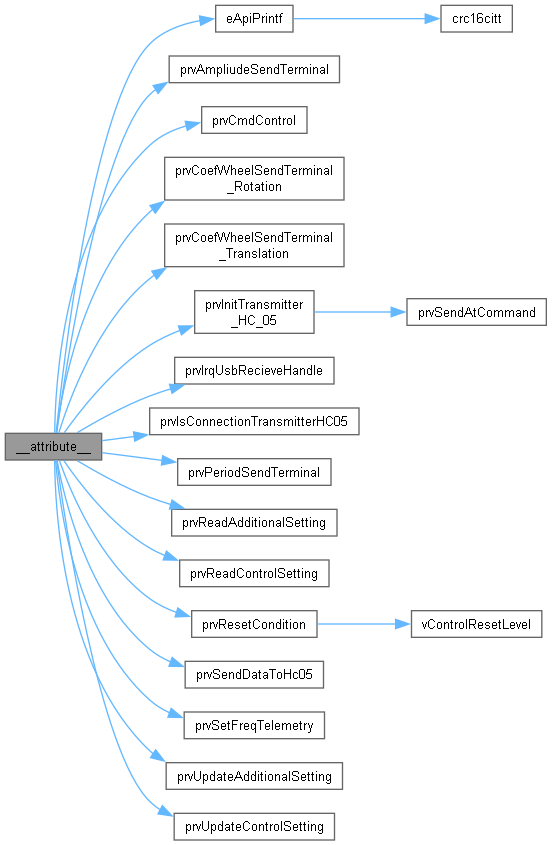 eApiPrintf
crc16citt
prvAmpliudeSendTerminal
prvCmdControl
prvCoefWheelSendTerminal
_Rotation
prvCoefWheelSendTerminal
_Translation
prvInitTransmitter
_HC_05
prvSendAtCommand
prvIrqUsbRecieveHandle
prvIsConnectionTransmitterHC05
__attribute__
prvPeriodSendTerminal
prvReadAdditionalSetting
prvReadControlSetting
prvResetCondition
vControlResetLevel
prvSendDataToHc05
prvSetFreqTelemetry
prvUpdateAdditionalSetting
prvUpdateControlSetting